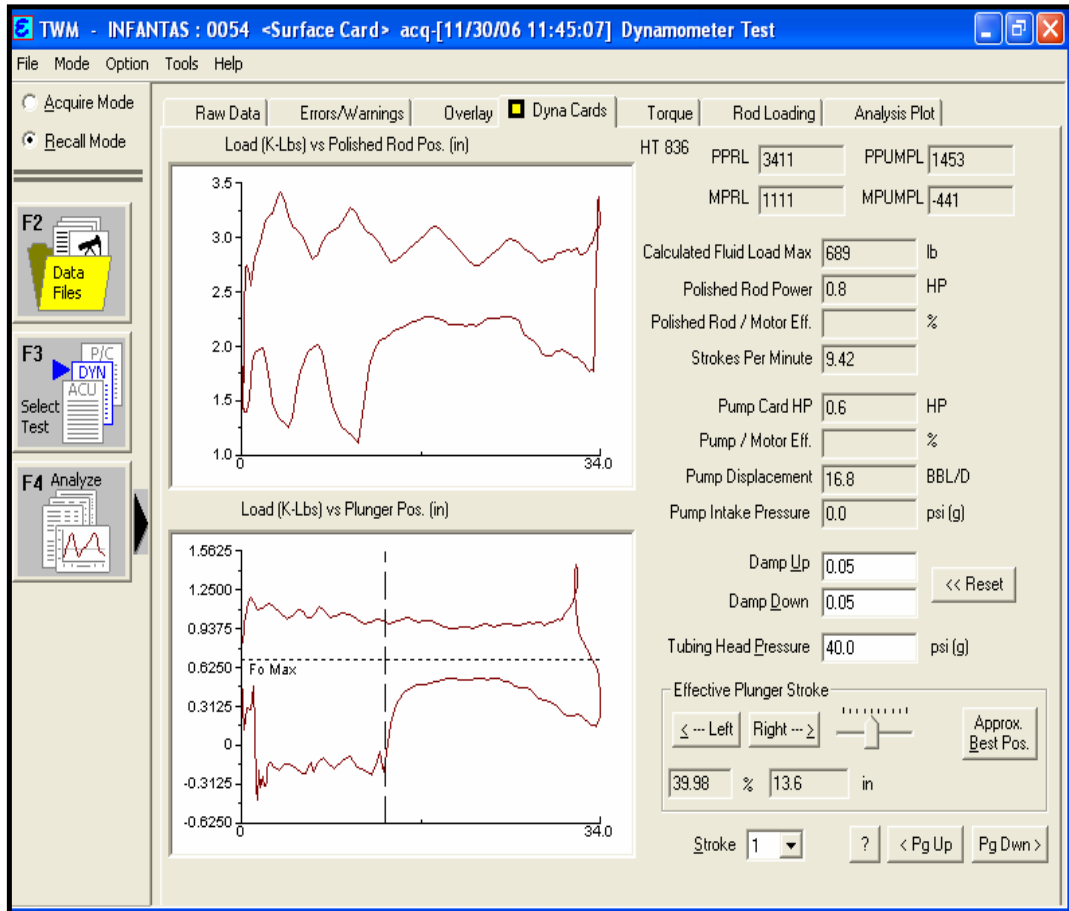 TWM - INFANTAS : 0054 <Surface Card> acq-[11/30/06 11:45:07] Dynamometer Test
File Mode Option Tools Help
Acquire Mode
Recall Mode
F2
Data
Files
F3
P/C
DYN
ACU
Select
Test
F4 Analyze
Raw Data Errors/Warnings Overlay Dyna Cards Torque Rod Loading Analysis Plot
Load (K-Lbs) vs Polished Rod Pos. (in)
3.5
3.0
2.5
2.0
1.5
1.0
0 34.0
Load (K-Lbs) vs Plunger Pos. (in)
1.5625
1.2500
0.9375
0.6250
Fo Max
0.3125
0
-0.3125
-0.6250
0 34.0
HT 836 PPRL 3411 PPUMPL 1453
MPRL 1111 MPUMPL -441
Calculated Fluid Load Max 689 lb
Polished Rod Power 0.8 HP
Polished Rod / Motor Eff. %
Strokes Per Minute 9.42
Pump Card HP 0.6 HP
Pump / Motor Eff. %
Pump Displacement 16.8 BBL/D
Pump Intake Pressure 0.0 psi (g)
Damp Up 0.05
<< Reset
Damp Down 0.05
Tubing Head Pressure 40.0 psi (g)
Effective Plunger Stroke
< --- Left Right --- >
Approx.
Best Pos.
39.98 % 13.6 in
Stroke 1 ? < Pg Up Pg Dwn >